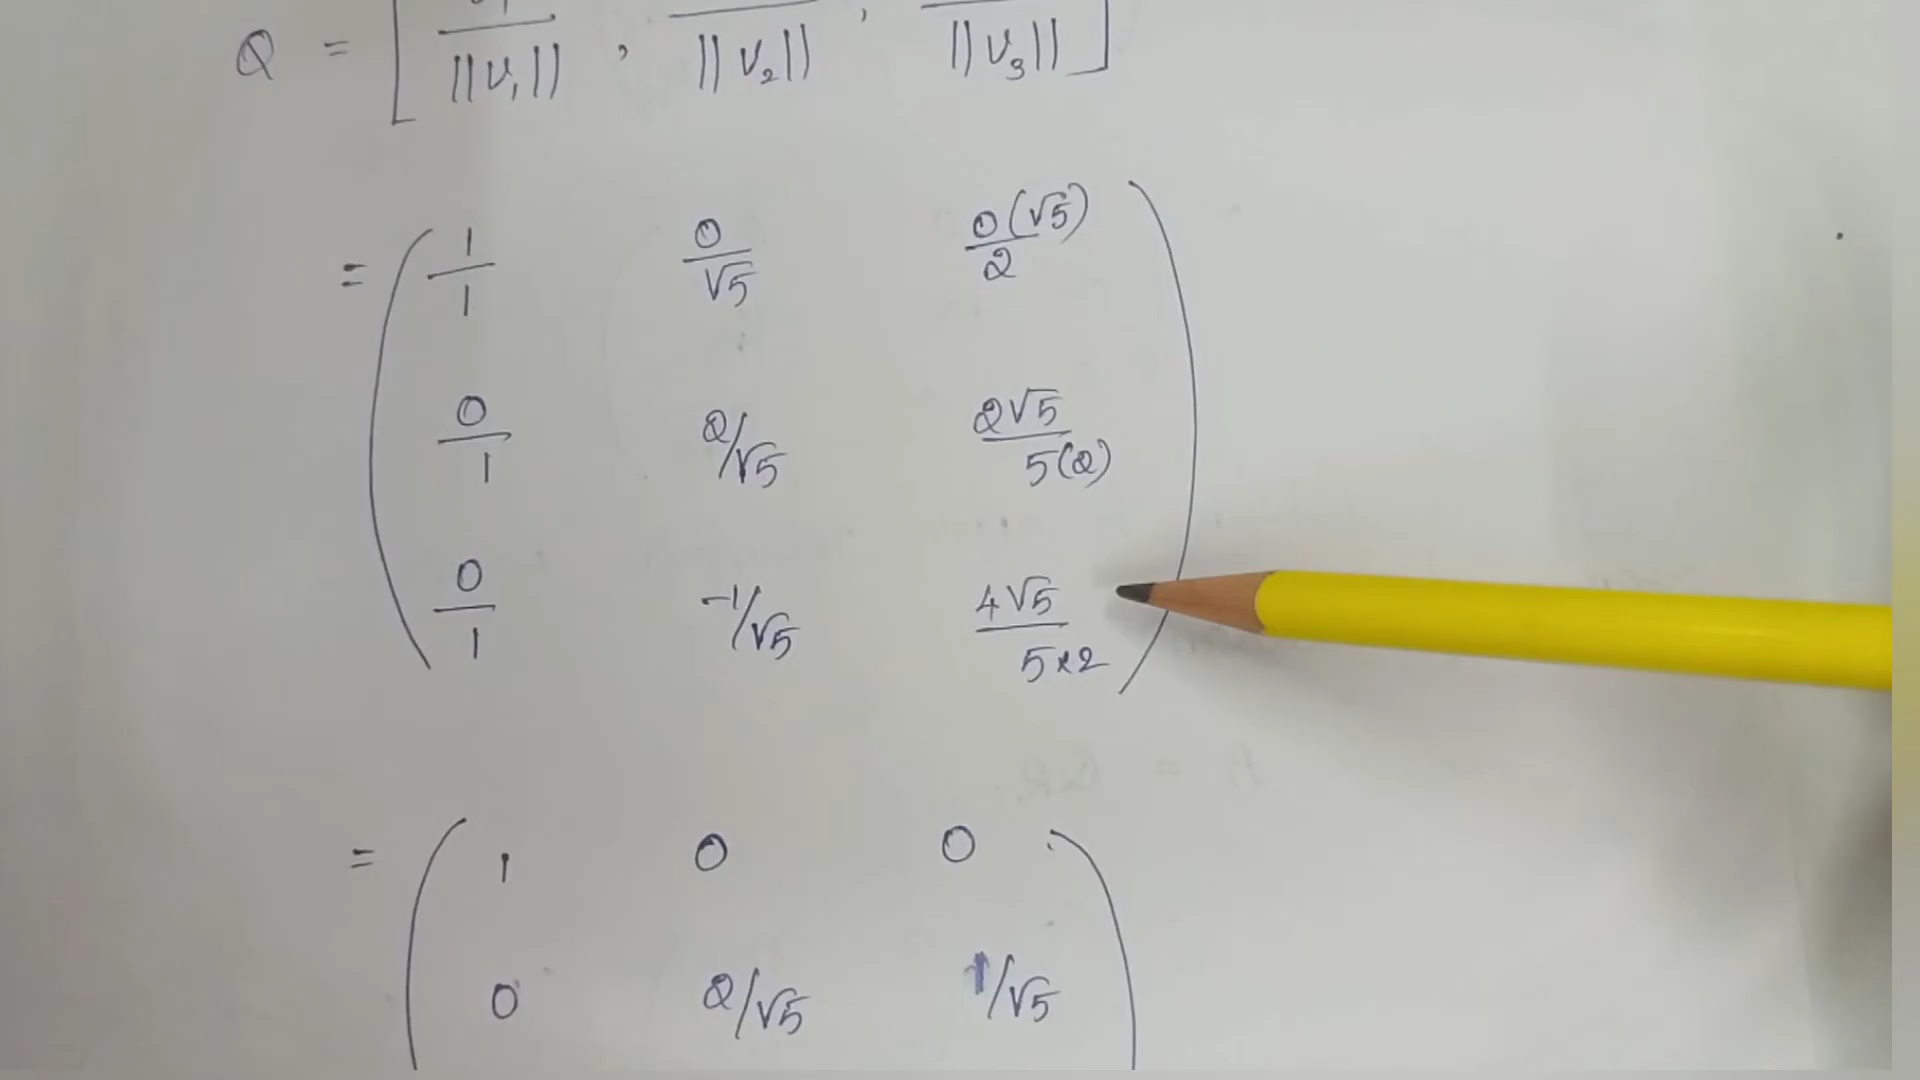 Q = [ /||v₁|| , /||v₂|| , /||v₃|| ]
= ( 1/1 0/√5 0(√5)/2
0/1 2/√5 2√5/5(2)
0/1 -1/√5 4√5/5×2 )
= ( 1 0 0
0 2/√5 1/√5 )